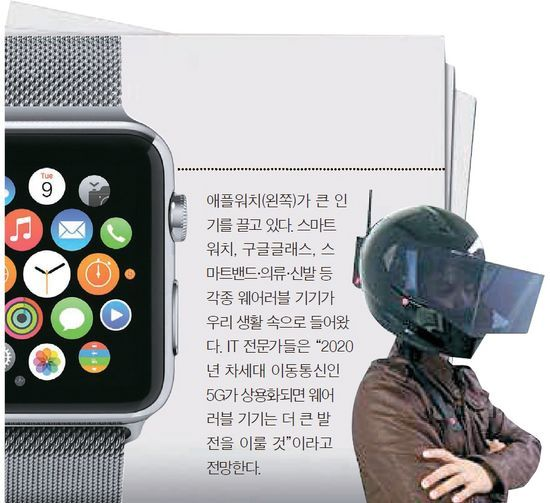 Tue
9
애플워치(왼쪽)가 큰 인
기를 끌고 있다. 스마트
워치, 구글글래스, 스
마트밴드·의류·신발 등
각종 웨어러블 기기가
우리 생활 속으로 들어왔
다. IT 전문가들은 “2020
년 차세대 이동통신인
5G가 상용화되면 웨어
러블 기기는 더 큰 발
전을 이룰 것”이라고
전망한다.